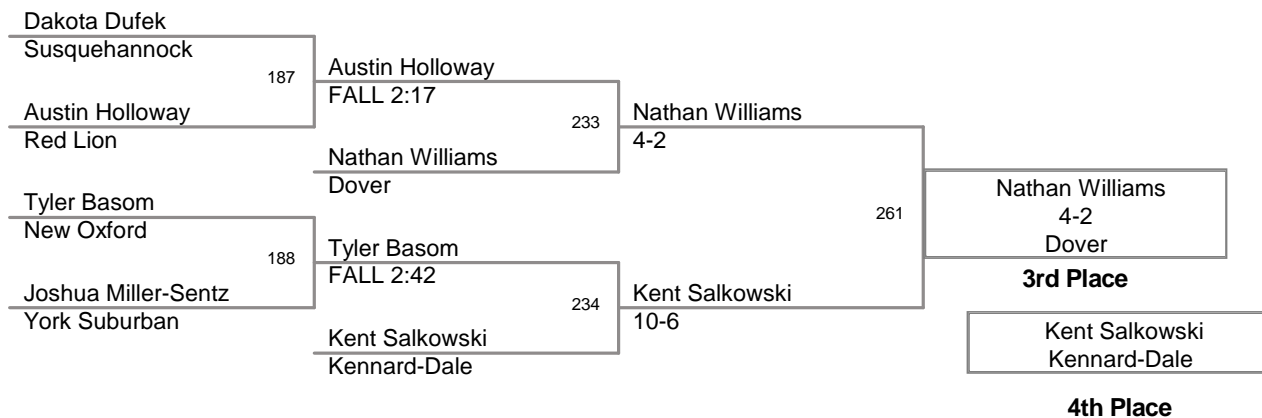 Dakota Dufek
Susquehannock
187
Austin Holloway
FALL 2:17
Austin Holloway
Red Lion
233
Nathan Williams
4-2
Nathan Williams
Dover
Tyler Basom
New Oxford
188
Tyler Basom
FALL 2:42
Joshua Miller-Sentz
York Suburban
234
Kent Salkowski
10-6
Kent Salkowski
Kennard-Dale
261
Nathan Williams
4-2
Dover
3rd Place
Kent Salkowski
Kennard-Dale
4th Place